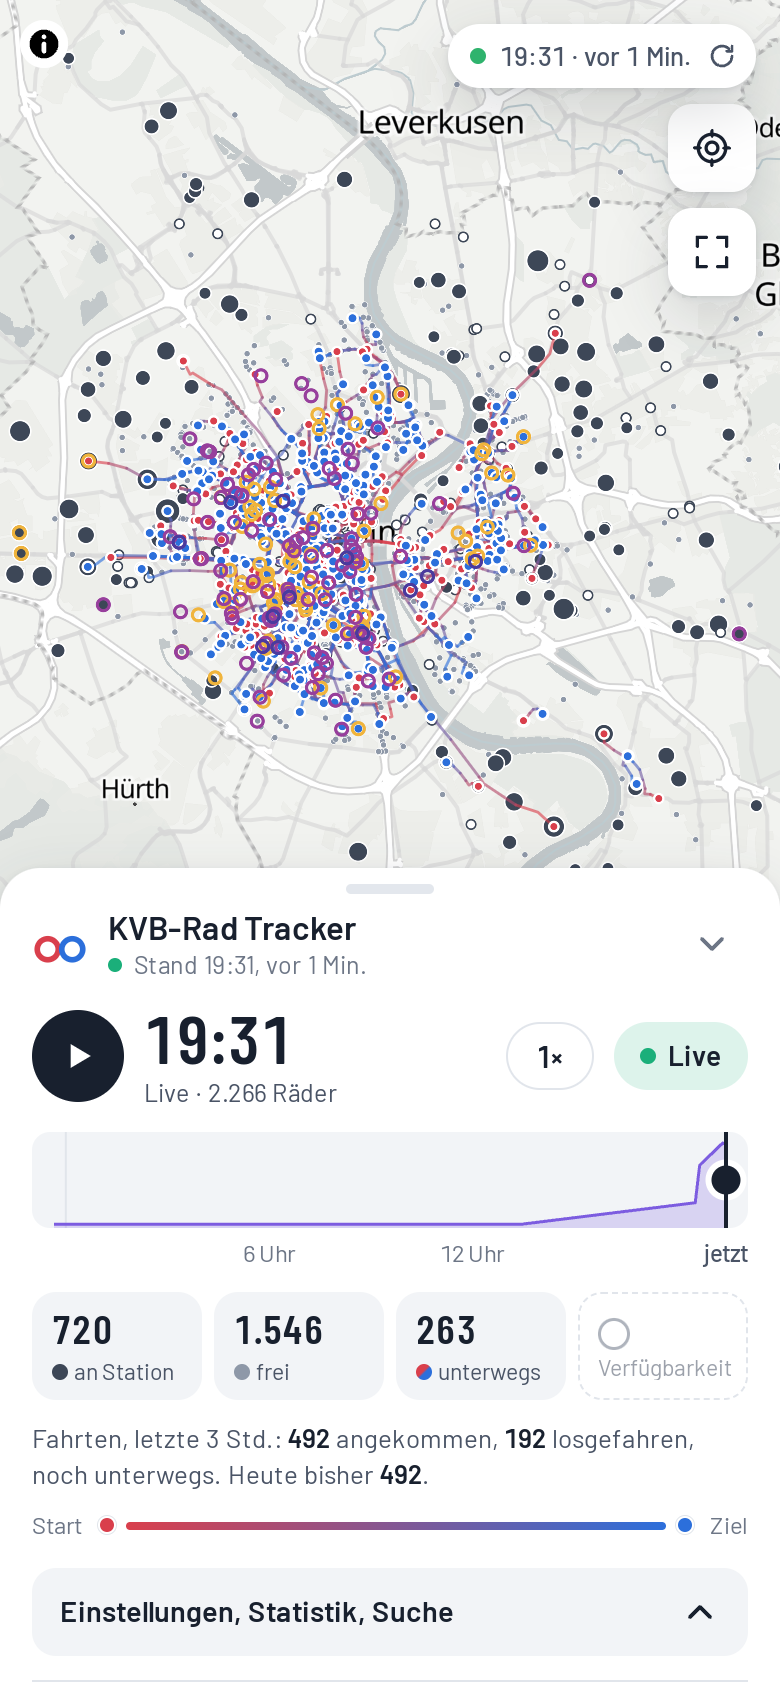 19:31 · vor 1 Min.
Leverkusen
Hürth
KVB-Rad Tracker
Stand 19:31, vor 1 Min.
19:31
Live · 2.266 Räder
1×
Live
6 Uhr
12 Uhr
jetzt
720
an Station
1.546
frei
263
unterwegs
Verfügbarkeit
Fahrten, letzte 3 Std.: 492 angekommen, 192 losgefahren,
noch unterwegs. Heute bisher 492.
Start
Ziel
Einstellungen, Statistik, Suche